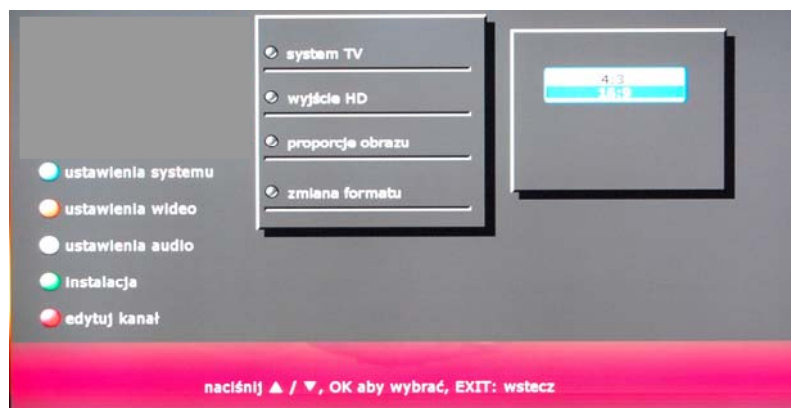 system TV
wyjście HD
proporcje obrazu
zmiana formatu
4:3
16:9
ustawienia systemu
ustawienia wideo
ustawienia audio
instalacja
edytuj kanał
naciśnij ▲ / ▼, OK aby wybrać, EXIT: wstecz